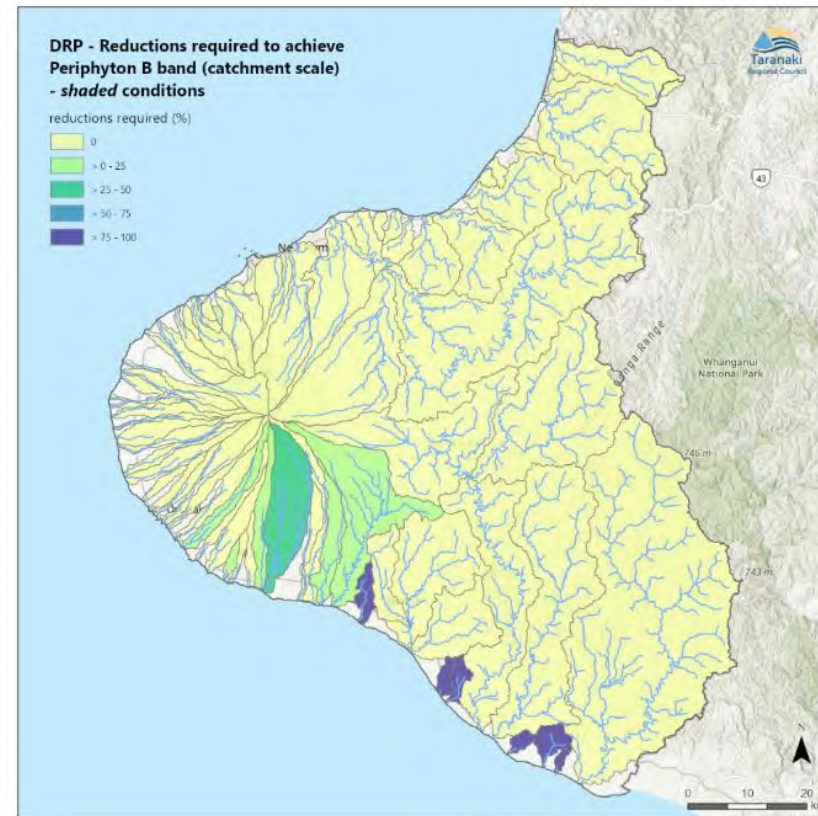 DRP - Reductions required to achieve
Periphyton B band (catchment scale)
- shaded conditions
reductions required (%)
0
> 0 - 25
> 25 - 50
> 50 - 75
> 75 - 100
Taranaki
Regional Council
43
Whanganui
National Park
746 m
743 m
N
0 10 20
km